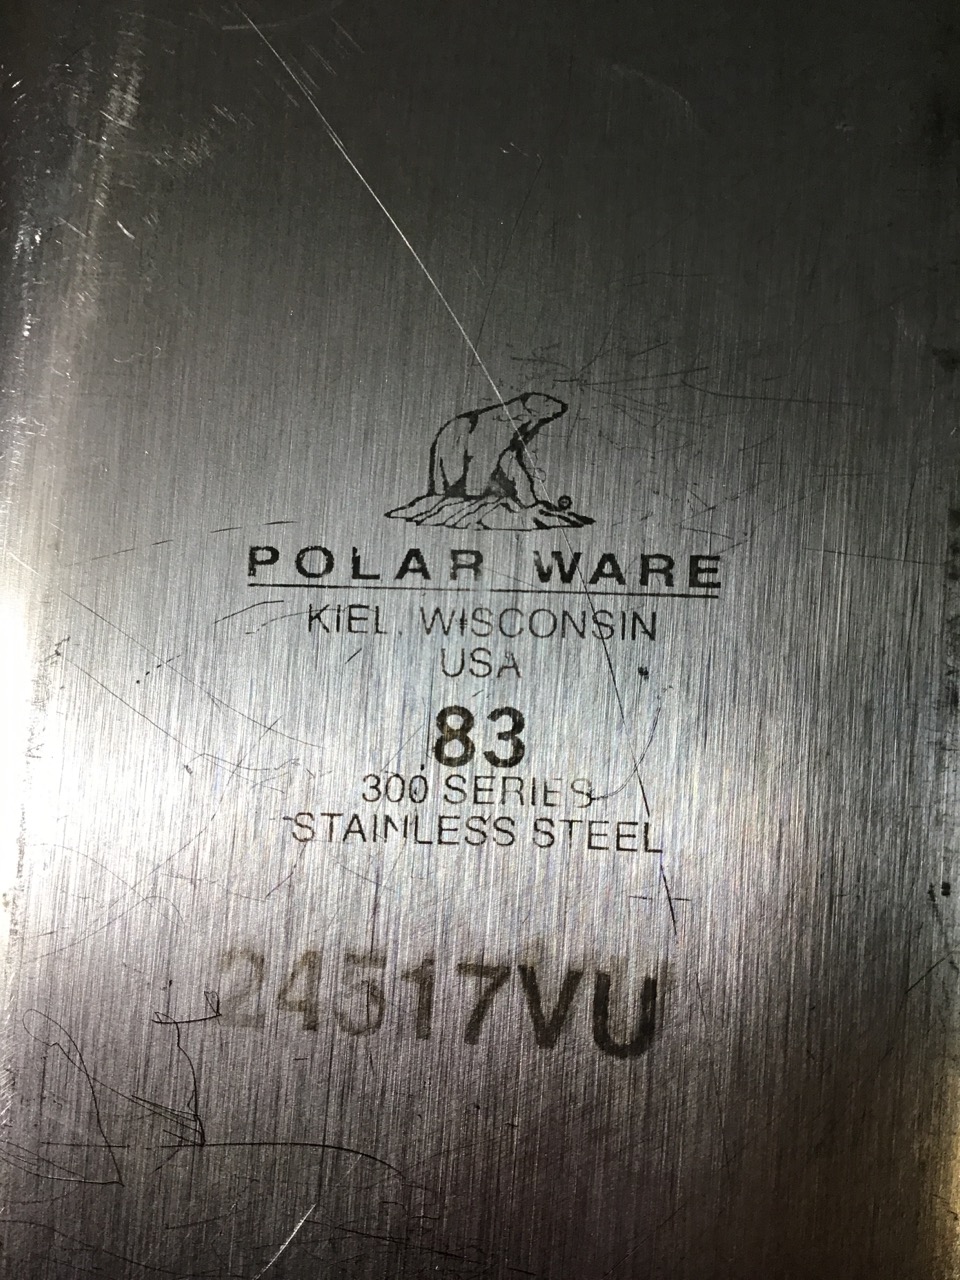 POLAR WARE
KIEL, WISCONSIN
USA
83
300 SERIES
STAINLESS STEEL
24517VU